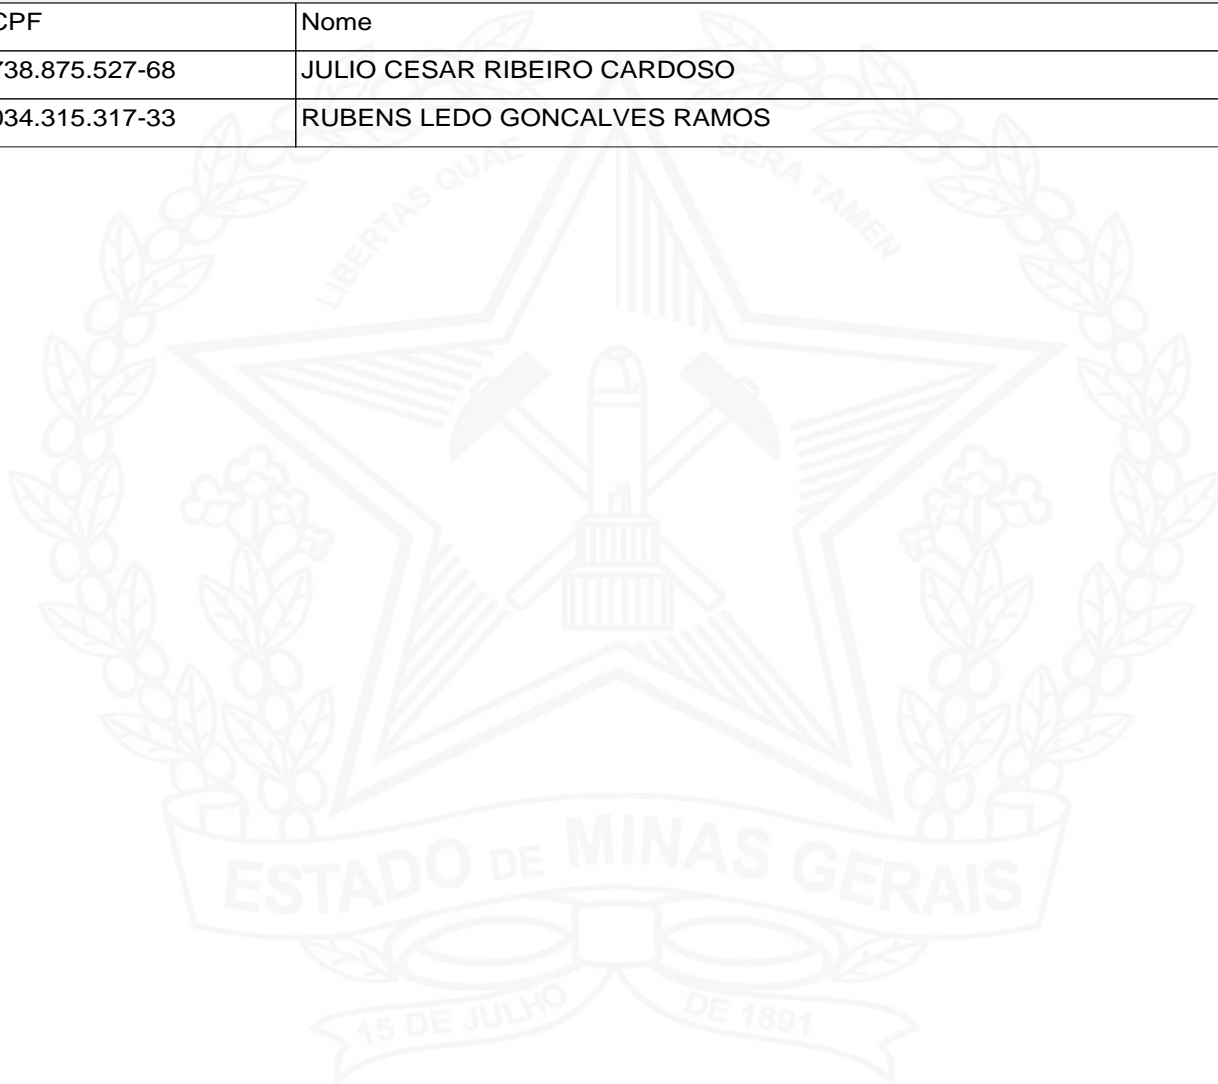 CPF Nome
738.875.527-68 JULIO CESAR RIBEIRO CARDOSO
034.315.317-33 RUBENS LEDO GONCALVES RAMOS
LIBERTAS QUAE SERA TAMEN
ESTADO DE MINAS GERAIS
15 DE JULHO DE 1891